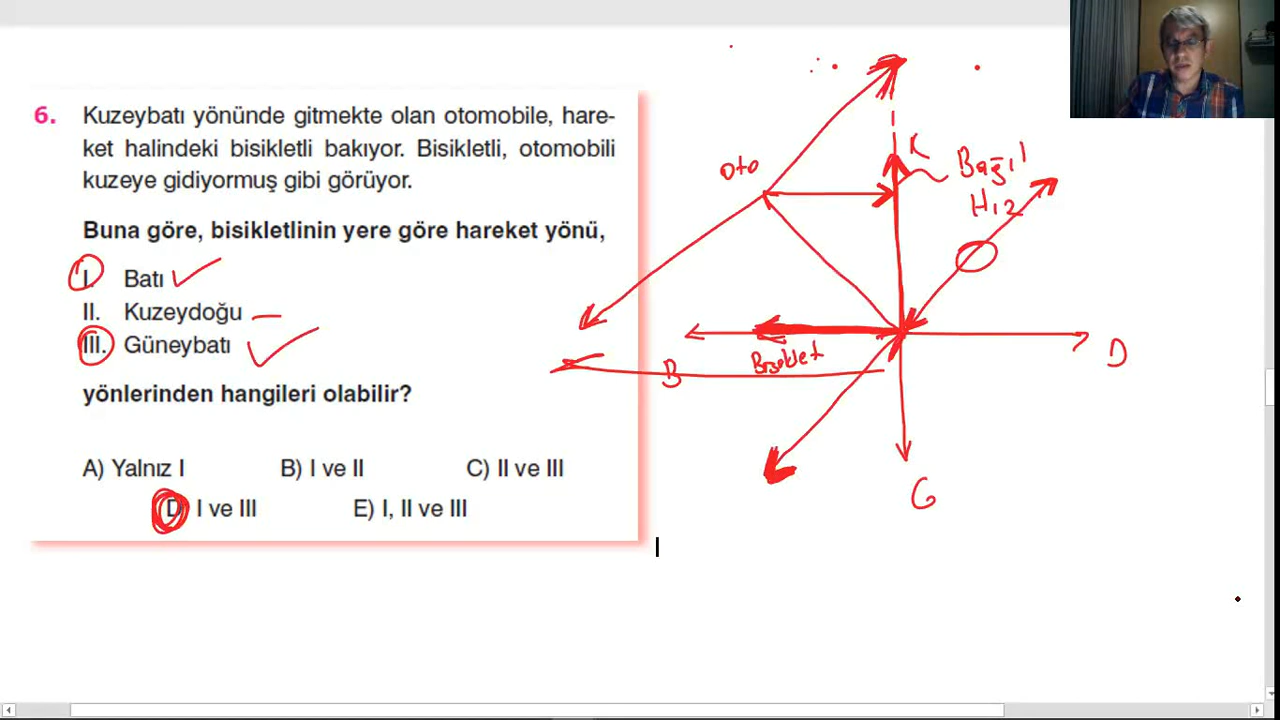 6. Kuzeybatı yönünde gitmekte olan otomobile, hare-
ket halindeki bisikletli bakıyor. Bisikletli, otomobili
kuzeye gidiyormuş gibi görüyor.
Buna göre, bisikletlinin yere göre hareket yönü,
I. Batı
II. Kuzeydoğu
III. Güneybatı
yönlerinden hangileri olabilir?
A) Yalnız I B) I ve II C) II ve III
D) I ve III E) I, II ve III
Oto
K
Bağıl
Hız
B
Bisiklet
D
G